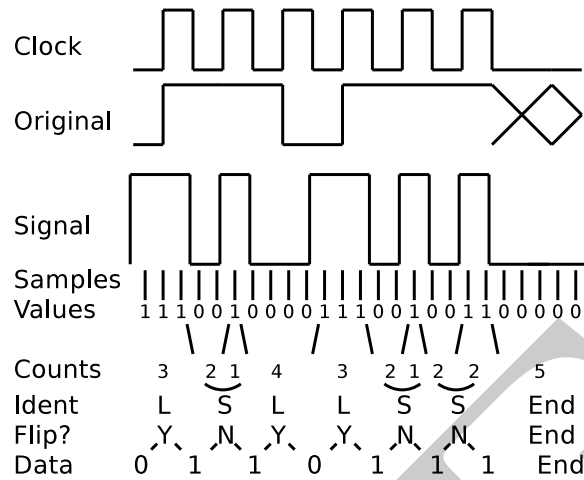 Clock
Original
Signal
Samples
Values 1 1 1 0 0 1 0 0 0 0 1 1 1 0 0 1 0 0 1 1 0 0 0 0 0
Counts 3 2 1 4 3 2 1 2 2 5
Ident L S L L S S End
Flip? Y N Y Y N N End
Data 0 1 1 0 1 1 1 End